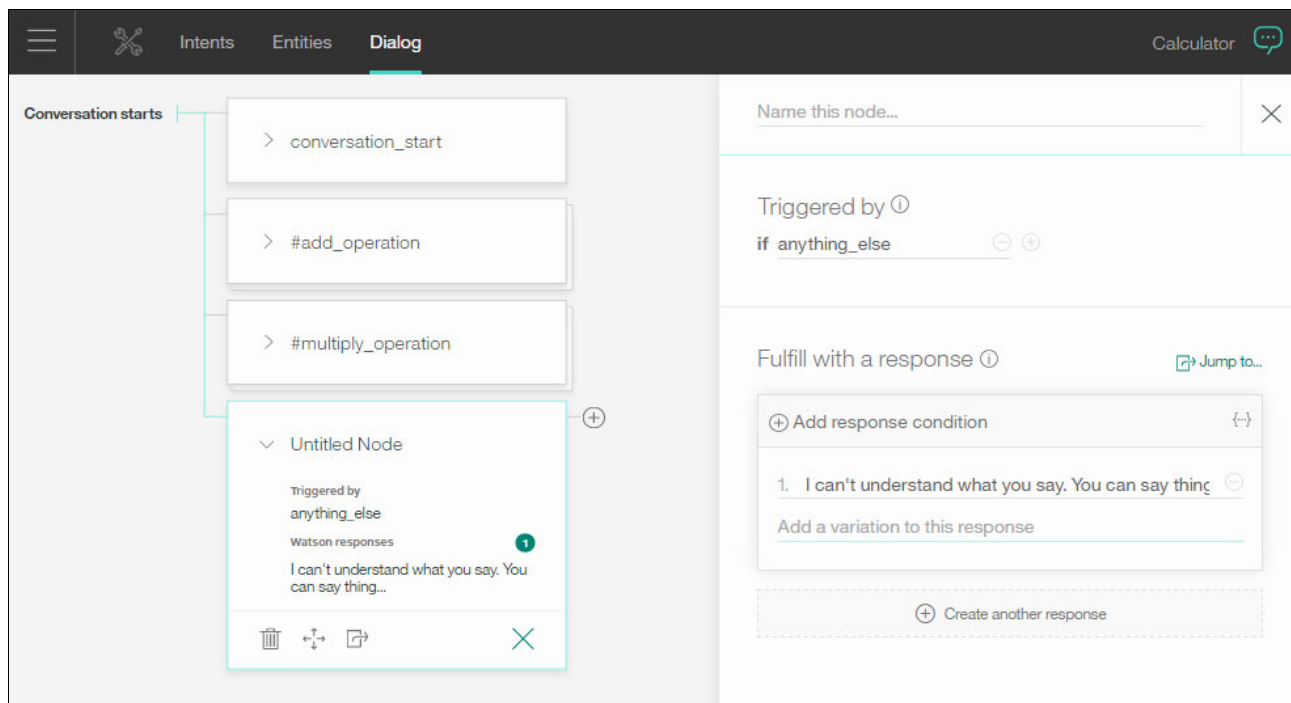 Intents Entities Dialog Calculator
Conversation starts
conversation_start
#add_operation
#multiply_operation
Untitled Node
Triggered by
anything_else
Watson responses
1
I can't understand what you say. You
can say thing...
Name this node...
Triggered by
if anything_else
Fulfill with a response
Jump to...
Add response condition
{...}
1. I can't understand what you say. You can say thing
Add a variation to this response
Create another response